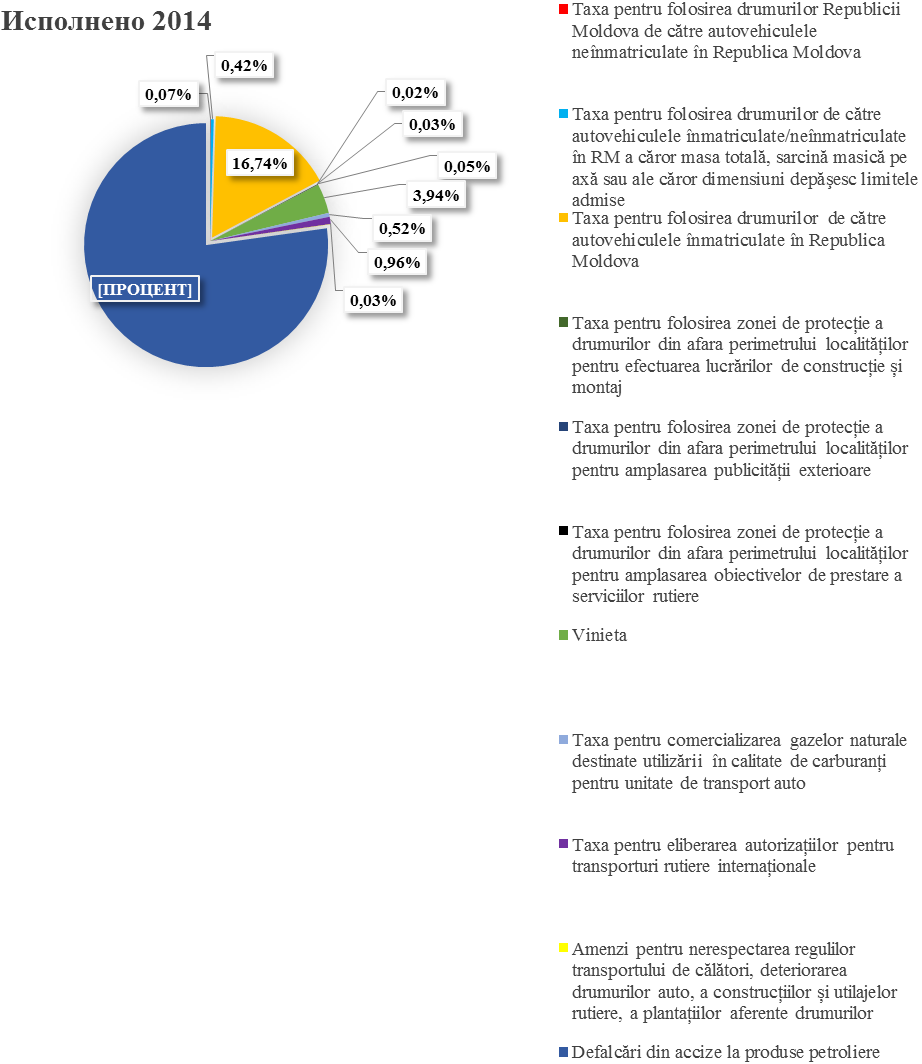 Исполнено 2014
0,42%
0,07%
0,02%
0,03%
16,74%
0,05%
3,94%
0,52%
0,96%
[ПРОЦЕНТ]
0,03%
Taxa pentru folosirea drumurilor Republicii
Moldova de către autovehiculele
neînmatriculate în Republica Moldova
Taxa pentru folosirea drumurilor de către
autovehiculele înmatriculate/neînmatriculate
în RM a căror masa totală, sarcină masică pe
axă sau ale căror dimensiuni depăşesc limitele
admise
Taxa pentru folosirea drumurilor de către
autovehiculele înmatriculate în Republica
Moldova
Taxa pentru folosirea zonei de protecție a
drumurilor din afara perimetrului localităților
pentru efectuarea lucrărilor de construcție și
montaj
Taxa pentru folosirea zonei de protecție a
drumurilor din afara perimetrului localităților
pentru amplasarea publicității exterioare
Taxa pentru folosirea zonei de protecție a
drumurilor din afara perimetrului localităților
pentru amplasarea obiectivelor de prestare a
serviciilor rutiere
Vinieta
Taxa pentru comercializarea gazelor naturale
destinate utilizării în calitate de carburanți
pentru unitate de transport auto
Taxa pentru eliberarea autorizațiilor pentru
transporturi rutiere internaționale
Amenzi pentru nerespectarea regulilor
transportului de călători, deteriorarea
drumurilor auto, a construcțiilor și utilajelor
rutiere, a plantațiilor aferente drumurilor
Defalcări din accize la produse petroliere